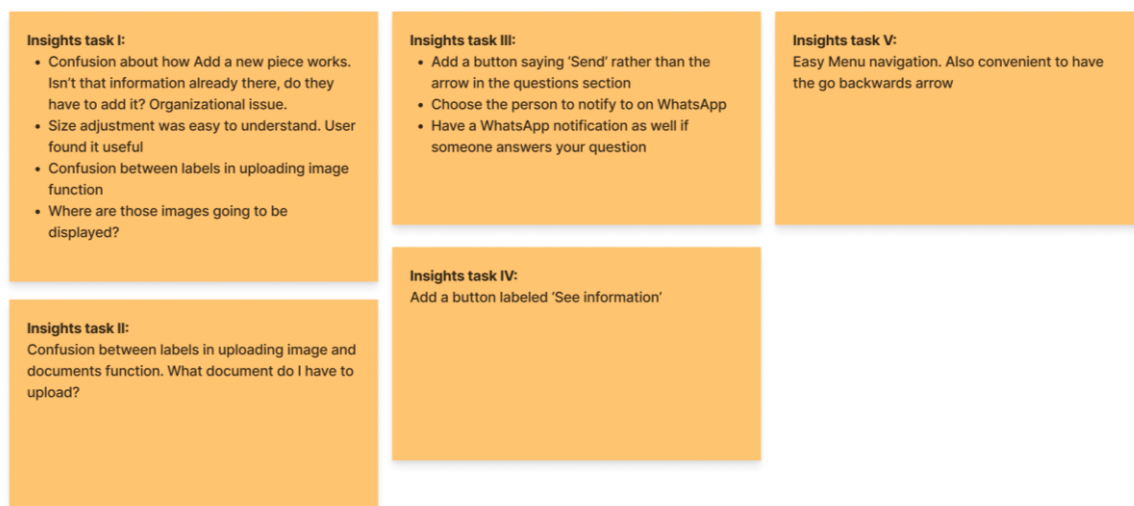 Insights task I:
• Confusion about how Add a new piece works.
Isn't that information already there, do they
have to add it? Organizational issue.
• Size adjustment was easy to understand. User
found it useful
• Confusion between labels in uploading image
function
• Where are those images going to be
displayed?
Insights task II:
Confusion between labels in uploading image and
documents function. What document do I have to
upload?
Insights task III:
• Add a button saying ‘Send’ rather than the
arrow in the questions section
• Choose the person to notify to on WhatsApp
• Have a WhatsApp notification as well if
someone answers your question
Insights task IV:
Add a button labeled ‘See information’
Insights task V:
Easy Menu navigation. Also convenient to have
the go backwards arrow